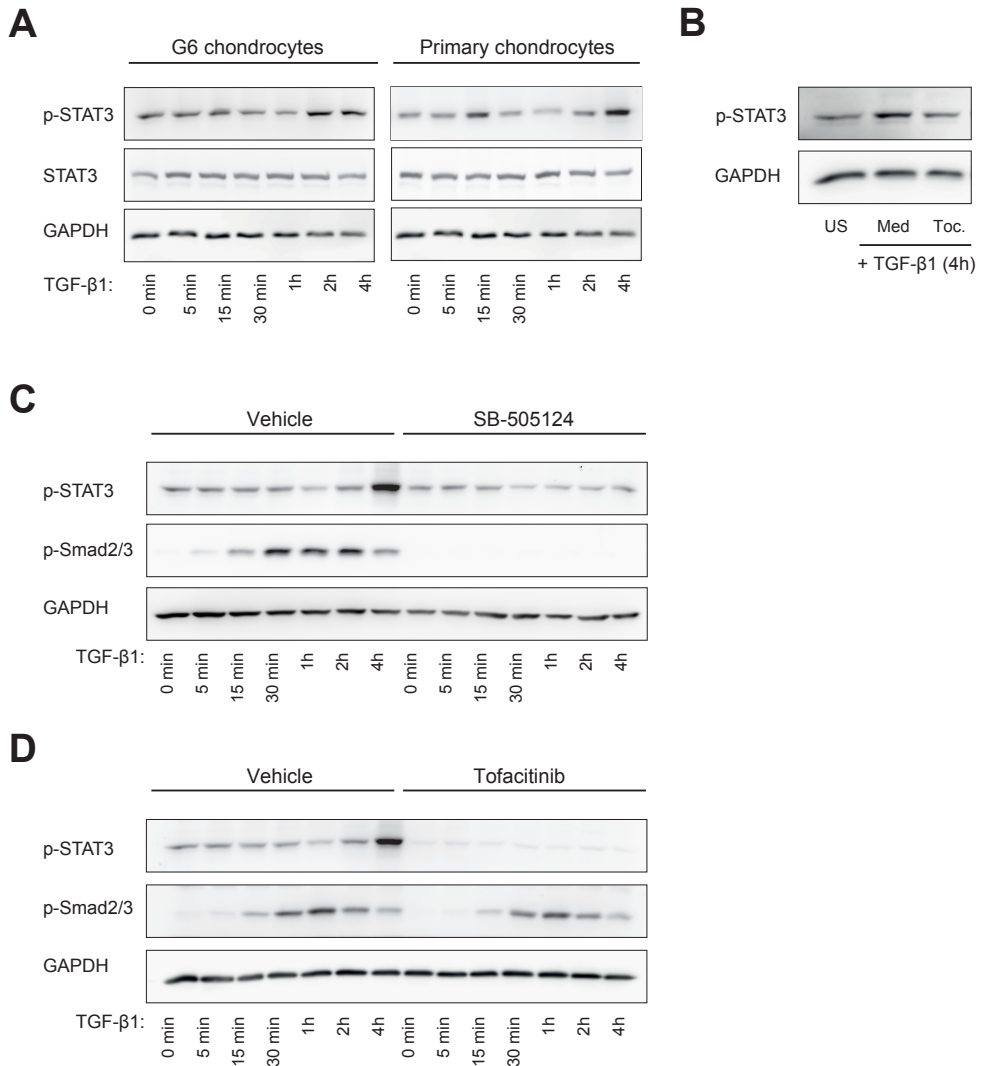 A
G6 chondrocytes
Primary chondrocytes
p-STAT3
STAT3
GAPDH
TGF-β1:
0 min 5 min 15 min 30 min 1h 2h 4h
0 min 5 min 15 min 30 min 1h 2h 4h
B
p-STAT3
GAPDH
US Med Toc.
+ TGF-β1 (4h)
C
Vehicle SB-505124
p-STAT3
p-Smad2/3
GAPDH
TGF-β1:
0 min 5 min 15 min 30 min 1h 2h 4h 0 min 5 min 15 min 30 min 1h 2h 4h
D
Vehicle Tofacitinib
p-STAT3
p-Smad2/3
GAPDH
TGF-β1:
0 min 5 min 15 min 30 min 1h 2h 4h 0 min 5 min 15 min 30 min 1h 2h 4h